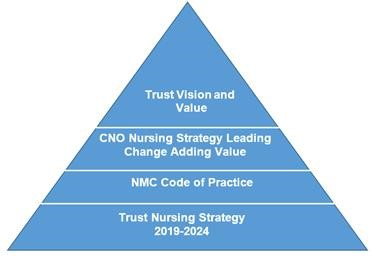 Trust Vision and
Value
CNO Nursing Strategy Leading
Change Adding Value
NMC Code of Practice
Trust Nursing Strategy
2019-2024